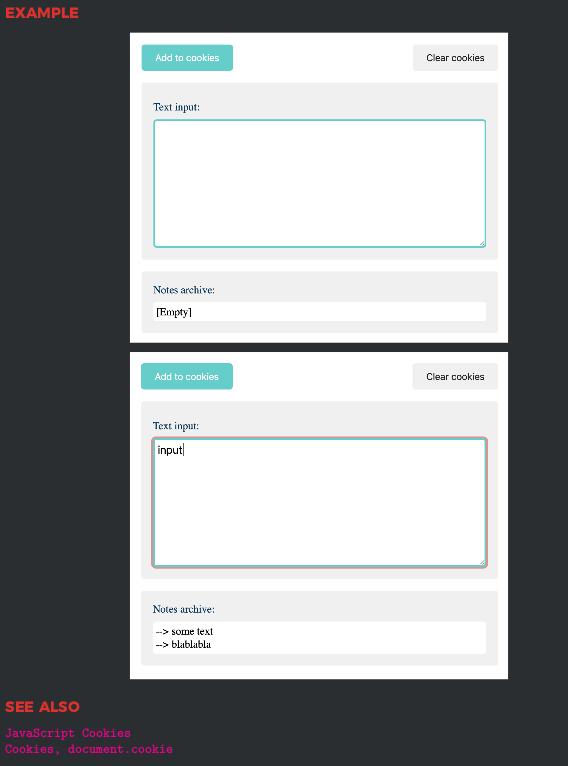 EXAMPLE
Add to cookies
Clear cookies
Text input:
Notes archive:
[Empty]
Add to cookies
Clear cookies
Text input:
input
Notes archive:
--> some text
--> blablabla
SEE ALSO
JavaScript Cookies
Cookies, document.cookie